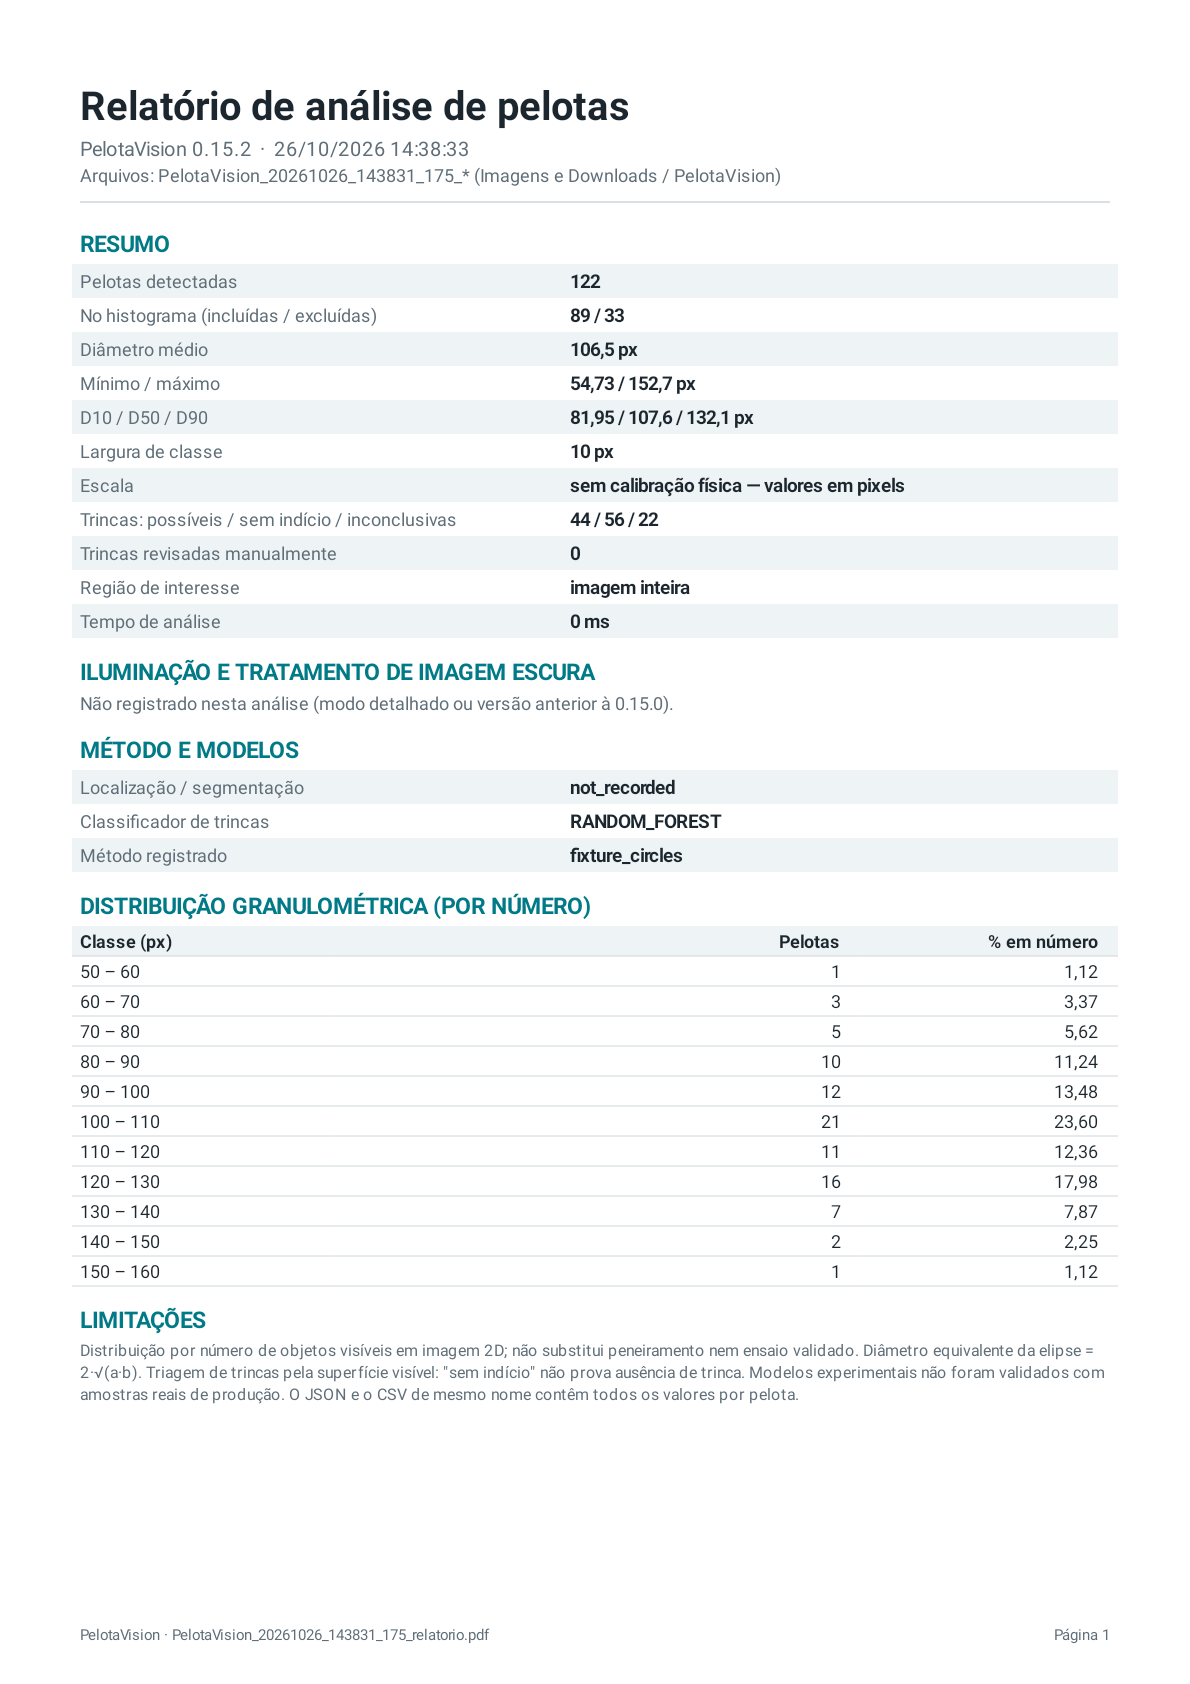 Relatório de análise de pelotas
PelotaVision 0.15.2 · 26/10/2026 14:38:33
Arquivos: PelotaVision_20261026_143831_175_* (Imagens e Downloads / PelotaVision)
RESUMO
Pelotas detectadas 122
No histograma (incluídas / excluídas) 89 / 33
Diâmetro médio 106,5 px
Mínimo / máximo 54,73 / 152,7 px
D10 / D50 / D90 81,95 / 107,6 / 132,1 px
Largura de classe 10 px
Escala sem calibração física — valores em pixels
Trincas: possíveis / sem indício / inconclusivas 44 / 56 / 22
Trincas revisadas manualmente 0
Região de interesse imagem inteira
Tempo de análise 0 ms
ILUMINAÇÃO E TRATAMENTO DE IMAGEM ESCURA
Não registrado nesta análise (modo detalhado ou versão anterior à 0.15.0).
MÉTODO E MODELOS
Localização / segmentação not_recorded
Classificador de trincas RANDOM_FOREST
Método registrado fixture_circles
DISTRIBUIÇÃO GRANULOMÉTRICA (POR NÚMERO)
Classe (px) Pelotas % em número
50 – 60 1 1,12
60 – 70 3 3,37
70 – 80 5 5,62
80 – 90 10 11,24
90 – 100 12 13,48
100 – 110 21 23,60
110 – 120 11 12,36
120 – 130 16 17,98
130 – 140 7 7,87
140 – 150 2 2,25
150 – 160 1 1,12
LIMITAÇÕES
Distribuição por número de objetos visíveis em imagem 2D; não substitui peneiramento nem ensaio validado. Diâmetro equivalente da elipse =
2·√(a·b). Triagem de trincas pela superfície visível: "sem indício" não prova ausência de trinca. Modelos experimentais não foram validados com
amostras reais de produção. O JSON e o CSV de mesmo nome contêm todos os valores por pelota.
PelotaVision · PelotaVision_20261026_143831_175_relatorio.pdf Página 1